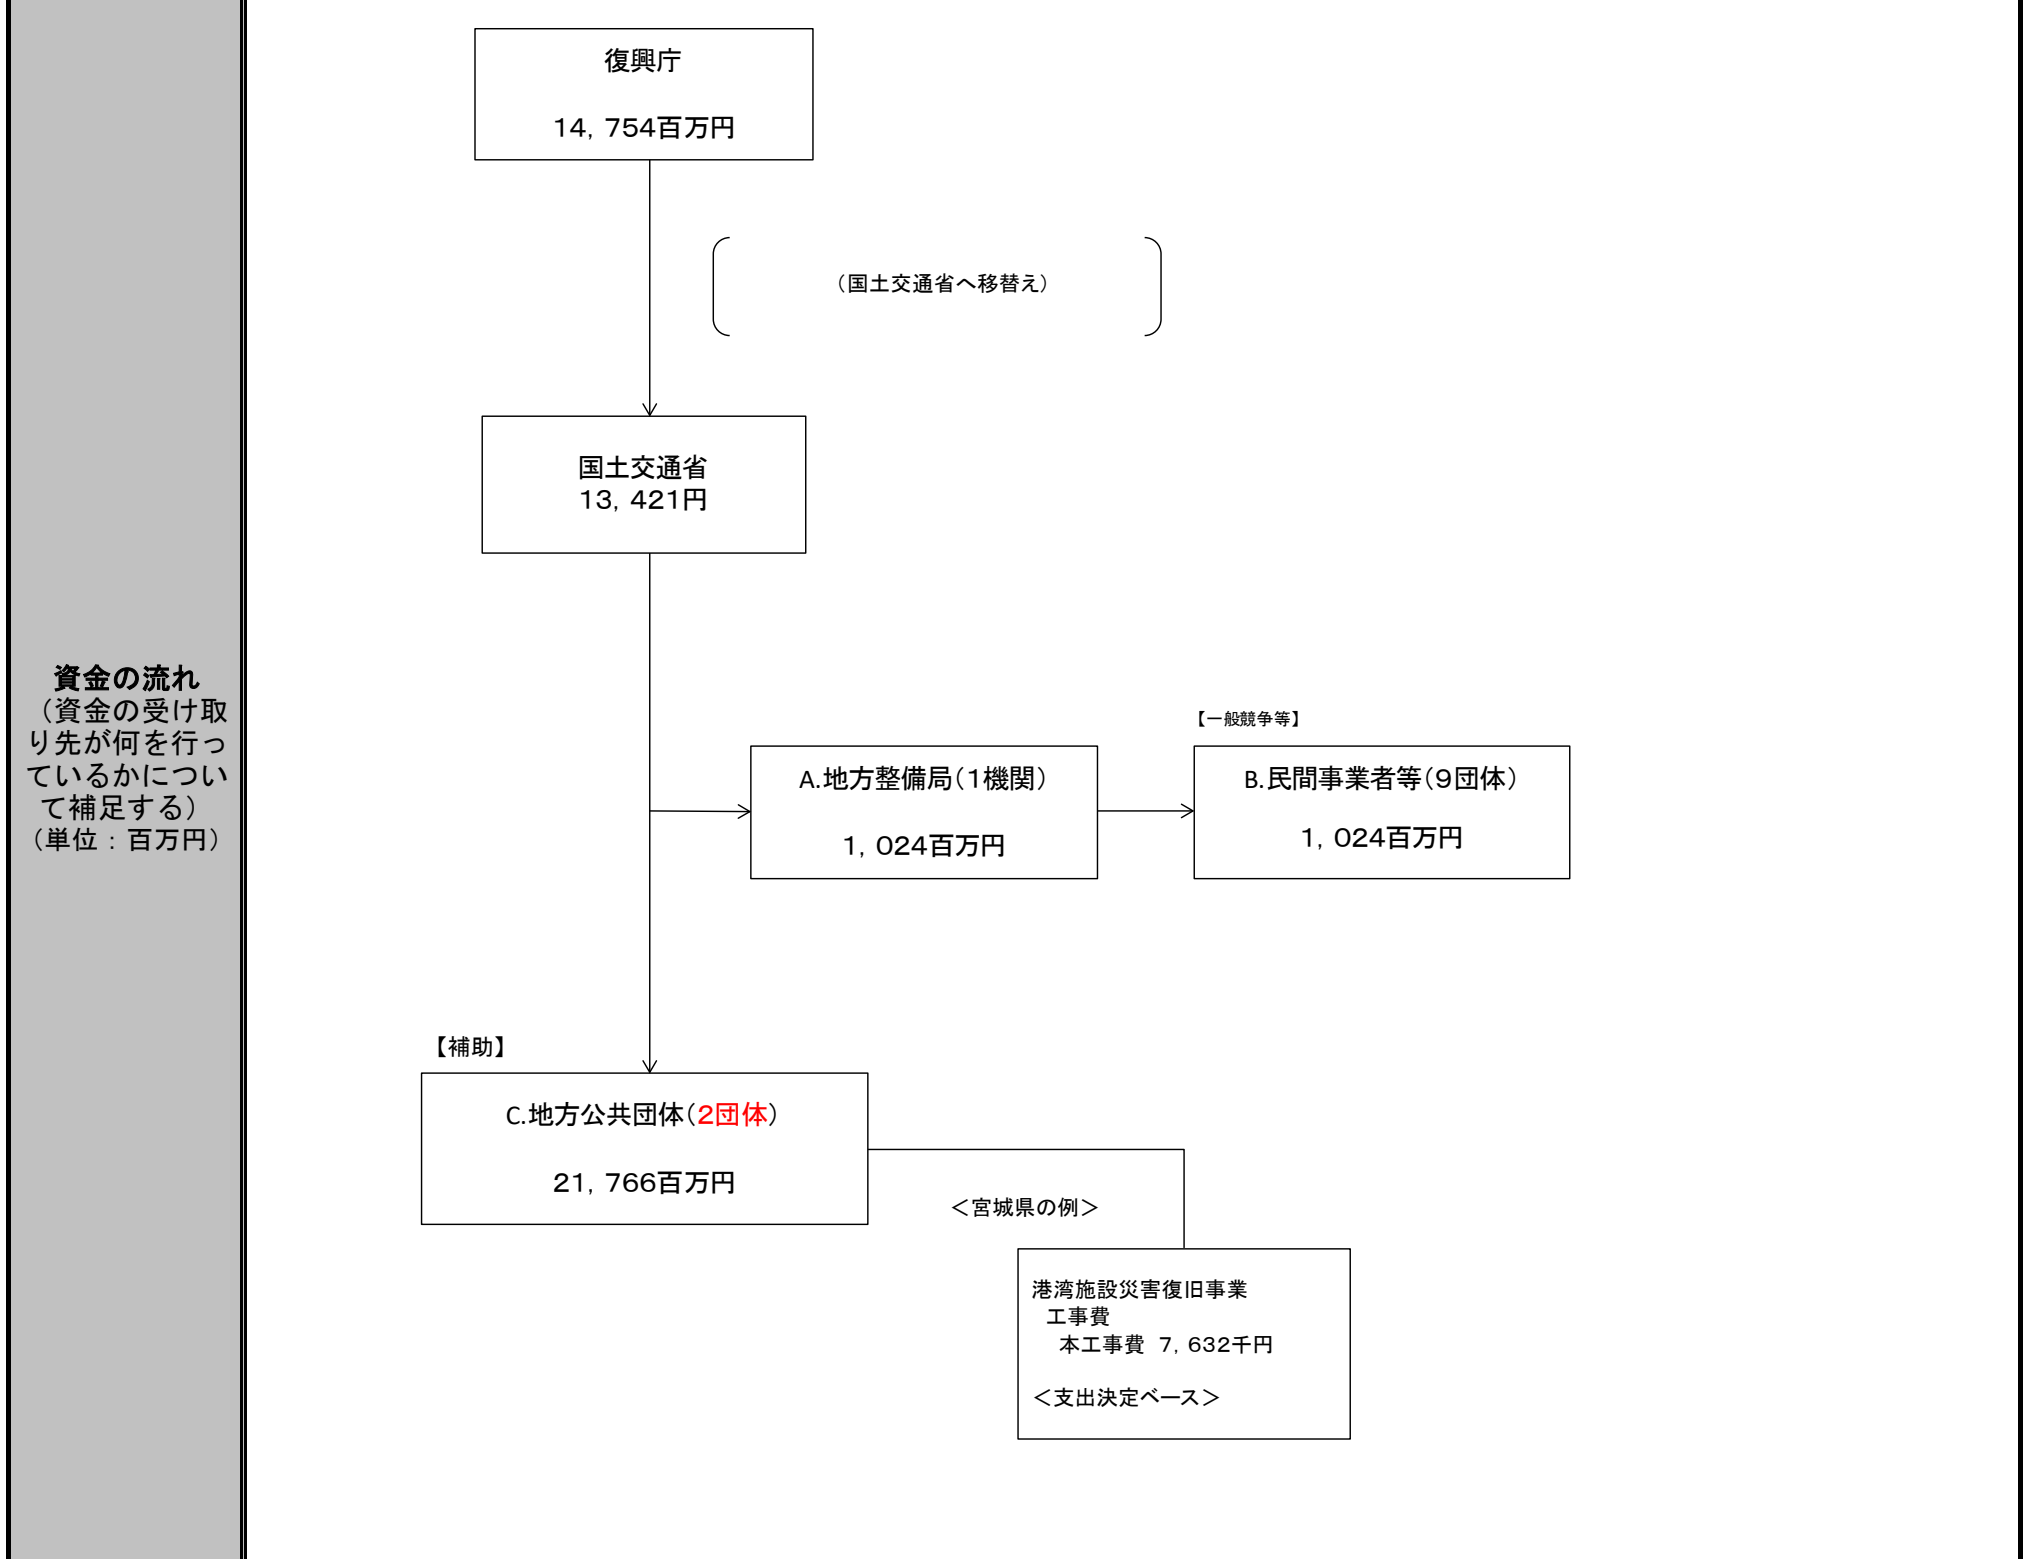 復興庁
14，754百万円
（国土交通省へ移替え）
国土交通省
13，421円
資金の流れ
（資金の受け取
り先が何を行っ
ているかについ
て補足する）
（単位：百万円）
【一般競争等】
A.地方整備局（1機関）
1，024百万円
B.民間事業者等（9団体）
1，024百万円
【補助】
C.地方公共団体（2団体）
21，766百万円
＜宮城県の例＞
港湾施設災害復旧事業
工事費
本工事費　7，632千円
＜支出決定ベース＞